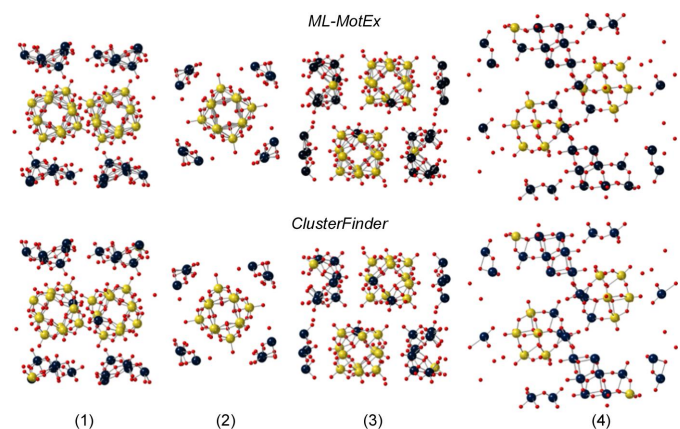 ML-MotEx
ClusterFinder
(1) (2) (3) (4)